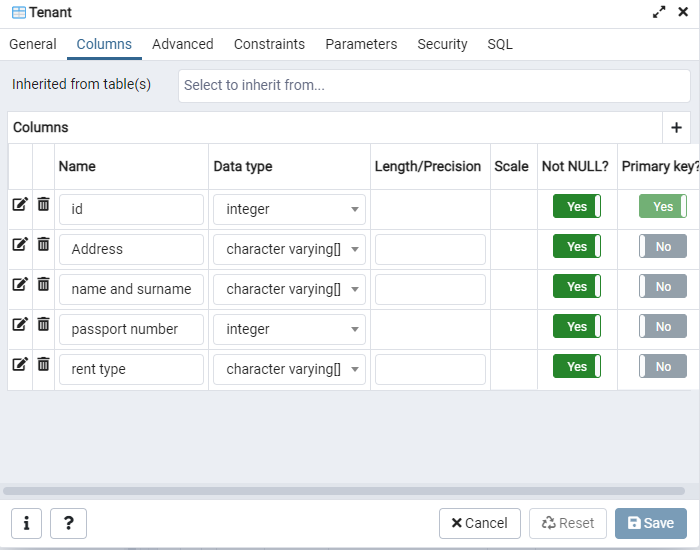 Tenant
General Columns Advanced Constraints Parameters Security SQL
Inherited from table(s) Select to inherit from...
Columns
Name Data type Length/Precision Scale Not NULL? Primary key?
id integer Yes Yes
Address character varying[] Yes No
name and surname character varying[] Yes No
passport number integer Yes No
rent type character varying[] Yes No
i ? Cancel Reset Save